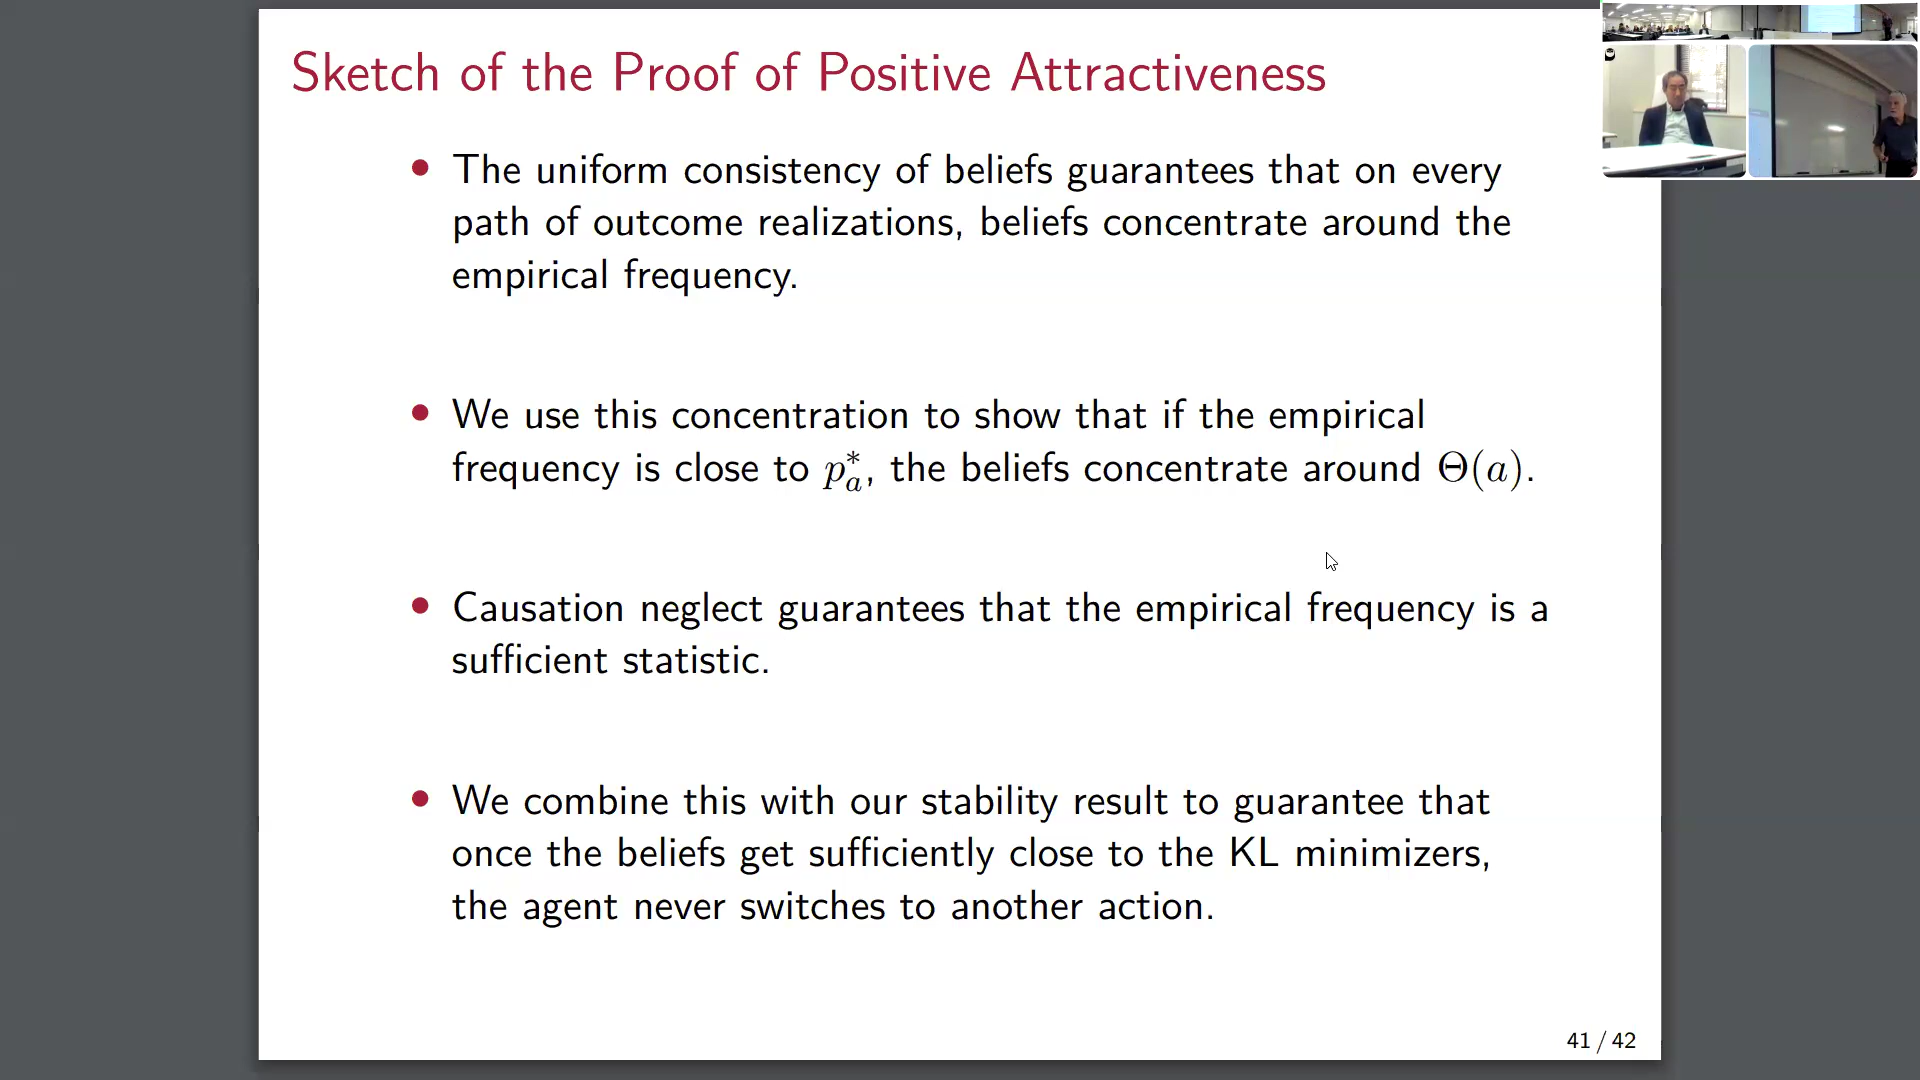 Sketch of the Proof of Positive Attractiveness
• The uniform consistency of beliefs guarantees that on every
path of outcome realizations, beliefs concentrate around the
empirical frequency.
• We use this concentration to show that if the empirical
frequency is close to $p_a^*$, the beliefs concentrate around Θ(a).
• Causation neglect guarantees that the empirical frequency is a
sufficient statistic.
• We combine this with our stability result to guarantee that
once the beliefs get sufficiently close to the KL minimizers,
the agent never switches to another action.
41 / 42